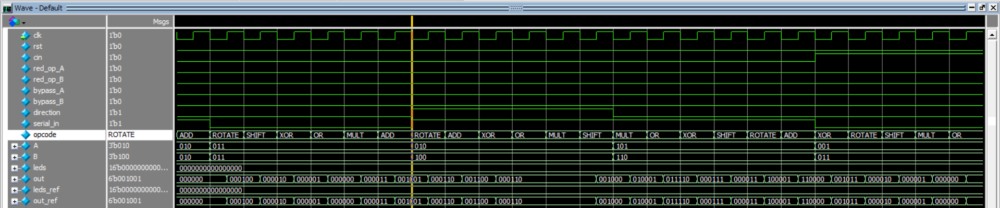 Wave - Default
Msgs
clk 1'b0
rst 1'b0
cin 1'b0
red_op_A 1'b0
red_op_B 1'b0
bypass_A 1'b0
bypass_B 1'b0
direction 1'b1
serial_in 1'b1
opcode ROTATE ADD ROTATE SHIFT XOR OR MULT ADD ROTATE ADD XOR OR MULT SHIFT MULT OR XOR SHIFT ROTATE ADD XOR ROTATE SHIFT MULT OR
A 3'b010 010 011 010 101 001
B 3'b100 010 011 100 110 011
leds 16'b0000000000... 0000000000000000
out 6'b001001 000000 000100 000010 000001 000000 000011 001001 000110 001100 000110 001000 010001 011110 000111 000011 100001 110000 001011 000010 000001 000000
leds_ref 16'b0000000000... 0000000000000000
out_ref 6'b001001 000000 000100 000010 000001 000000 000011 001001 000110 001100 000110 001000 010001 011110 000111 000011 100001 110000 001011 000010 000001 000000